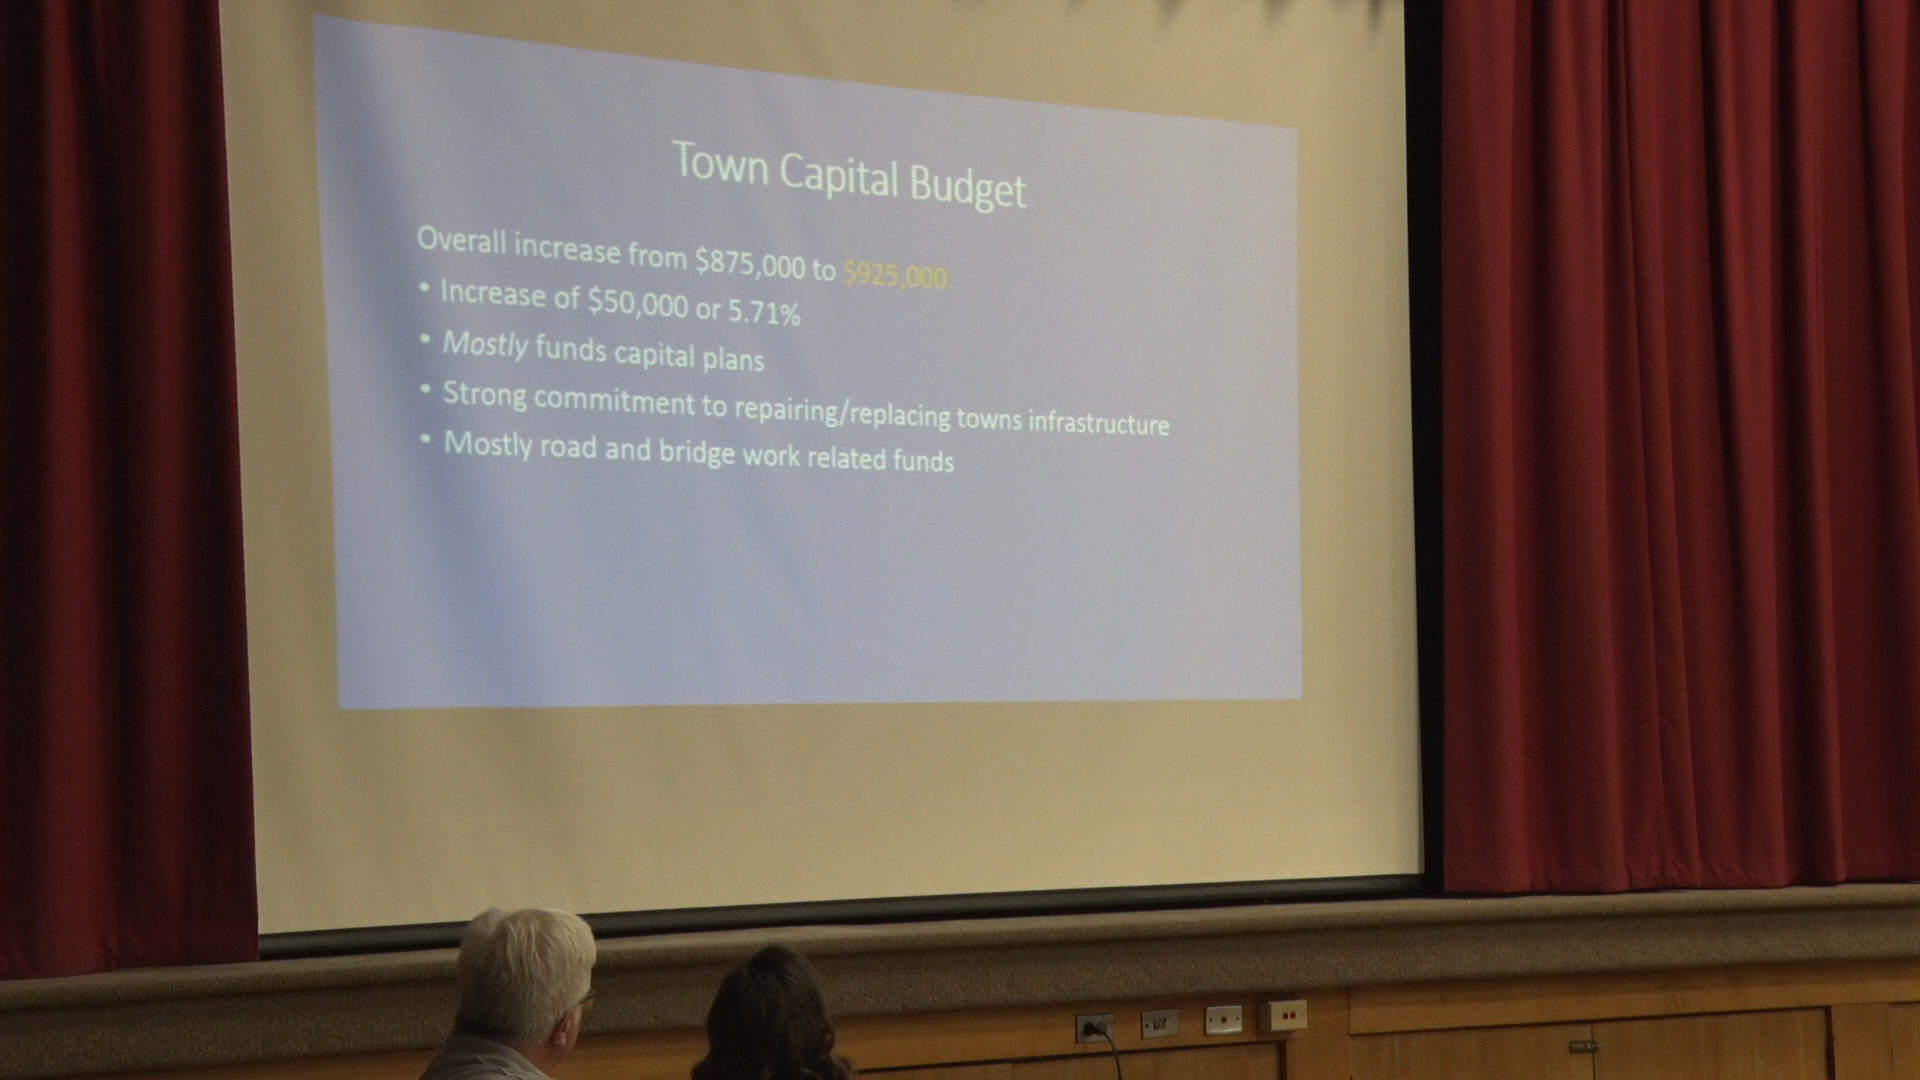 Town Capital Budget
Overall increase from $875,000 to $925,000
• Increase of $50,000 or 5.71%
• Mostly funds capital plans
• Strong commitment to repairing/replacing towns infrastructure
• Mostly road and bridge work related funds